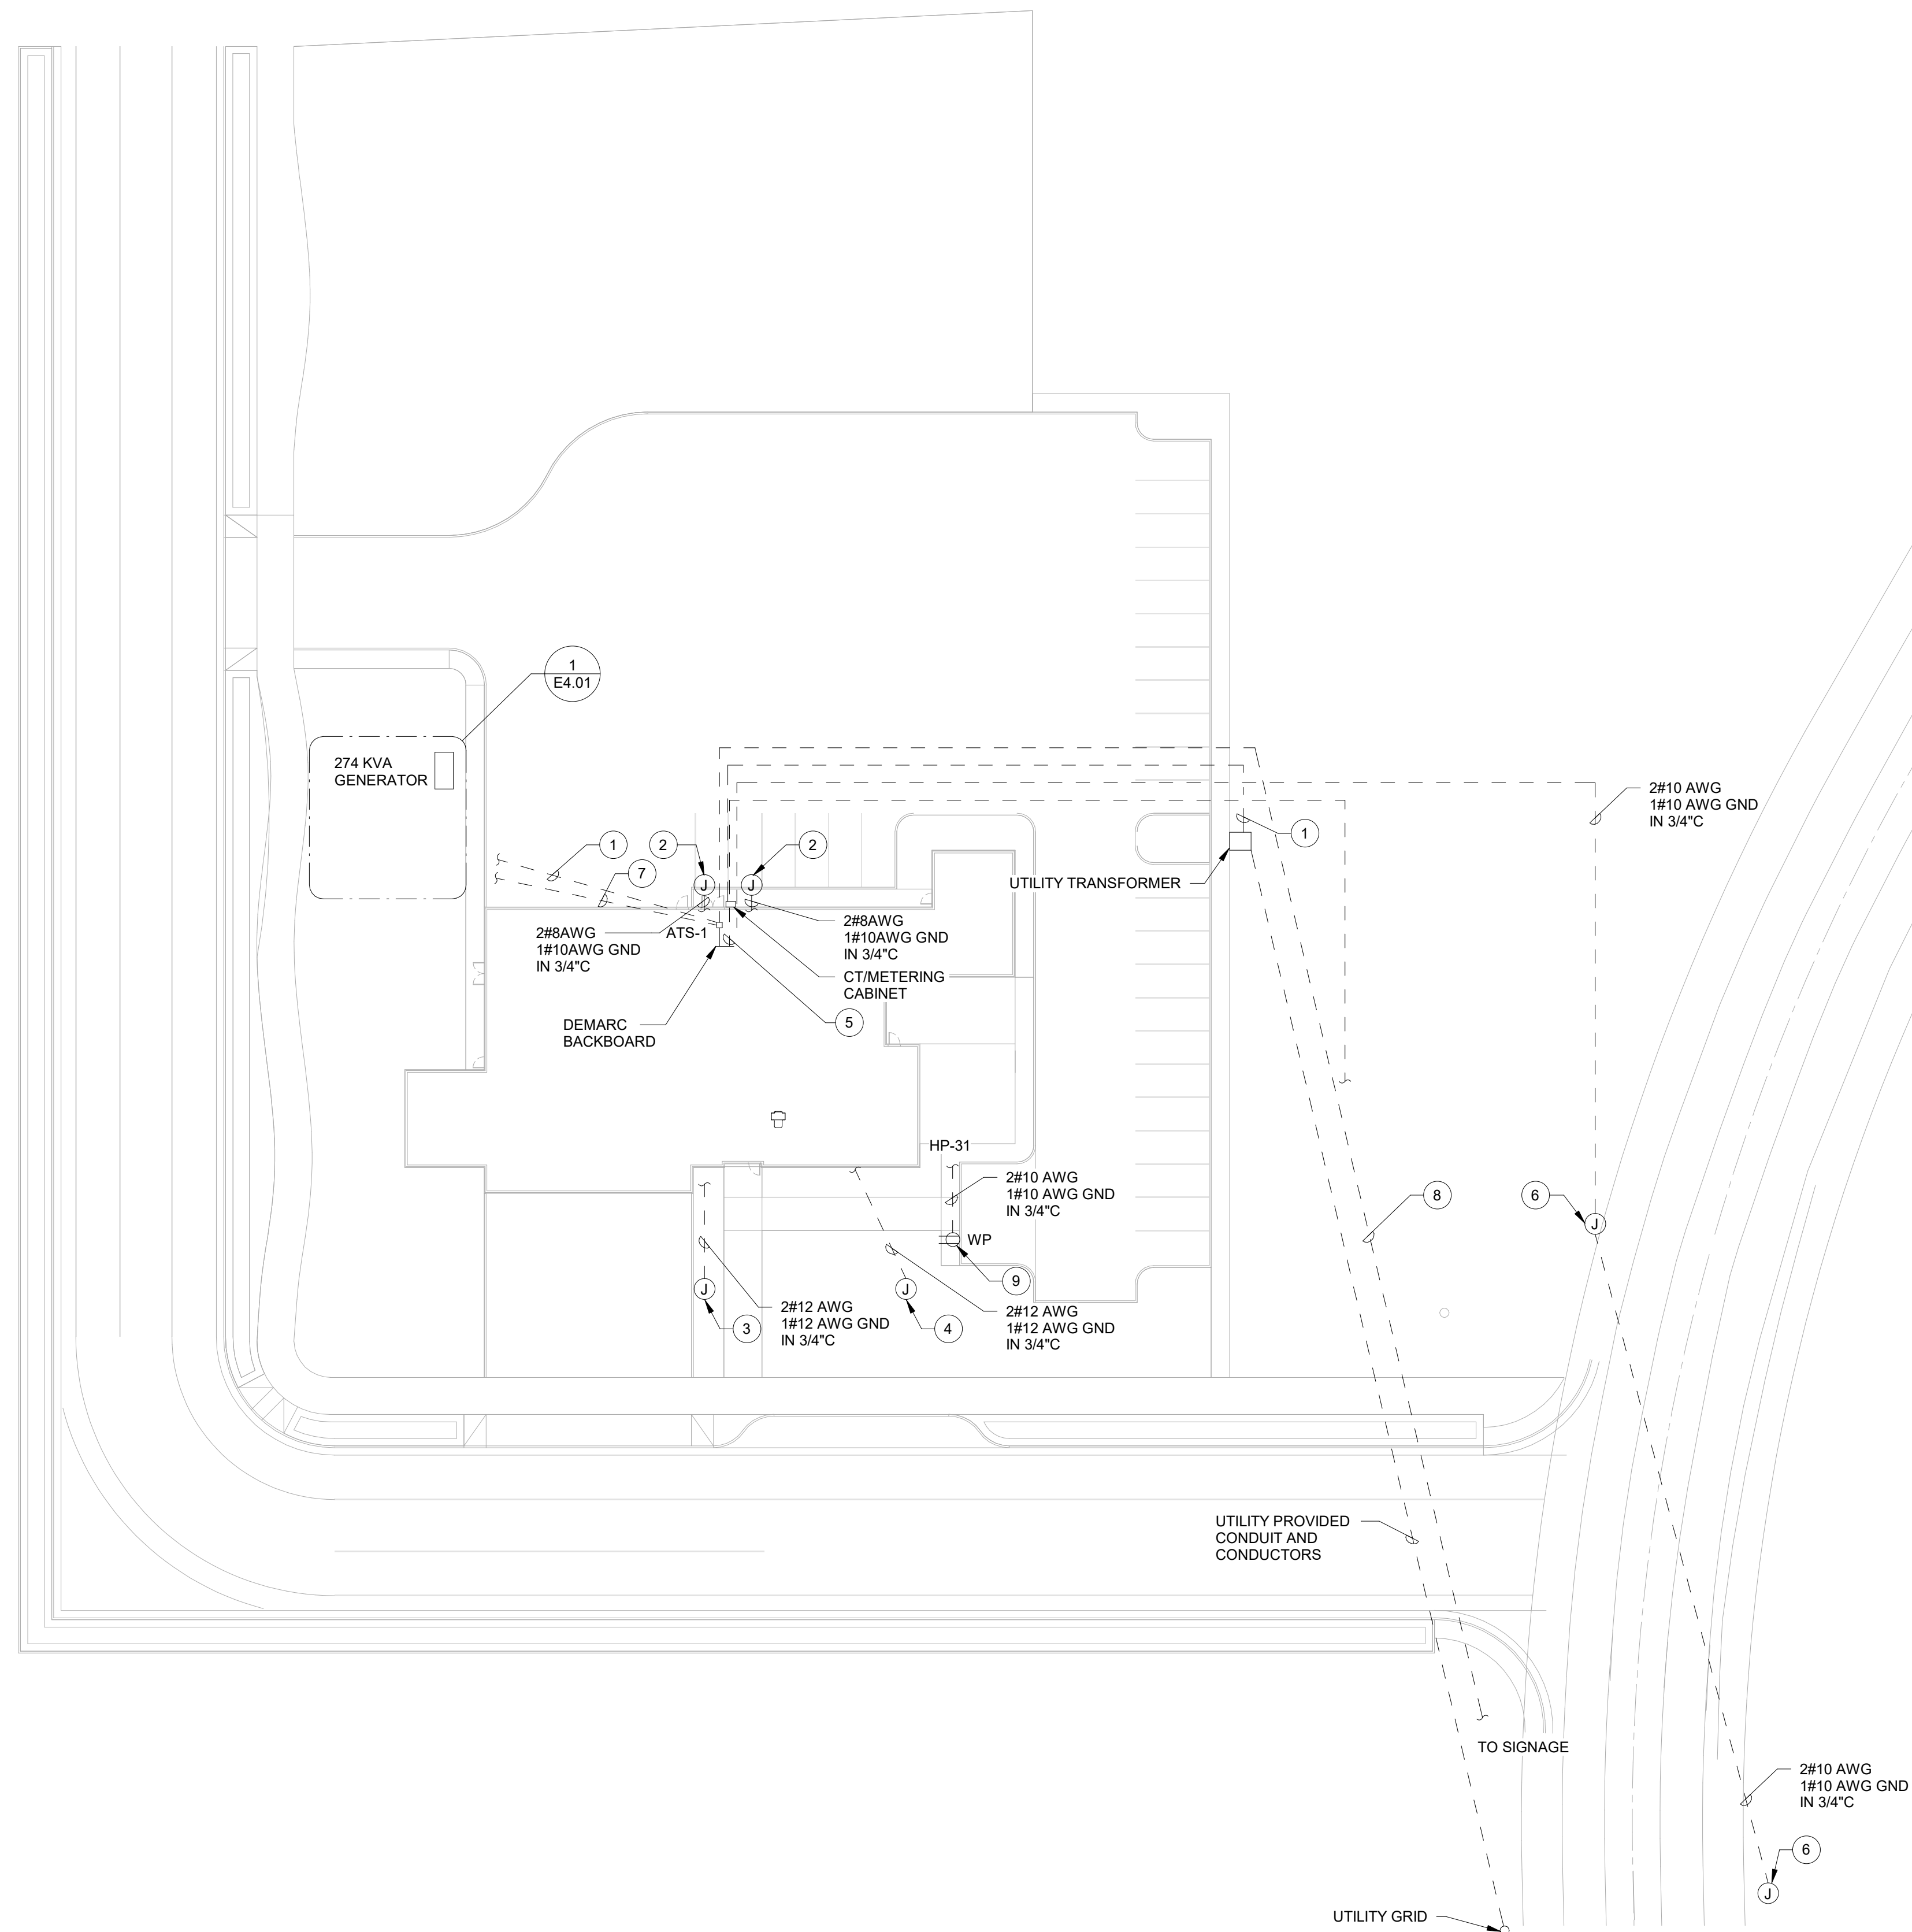 1
E4.01
274 KVA
GENERATOR
2#10 AWG
1#10 AWG GND
IN 3/4"C
1
2
2
1
7
UTILITY TRANSFORMER
J
J
2#8AWG
1#10AWG GND
IN 3/4"C
ATS-1
2#8AWG
1#10AWG GND
IN 3/4"C
CT/METERING
CABINET
DEMARC
BACKBOARD
5
HP-31
2#10 AWG
1#10 AWG GND
IN 3/4"C
8
6
J
WP
9
J
J
2#12 AWG
1#12 AWG GND
IN 3/4"C
3
4
2#12 AWG
1#12 AWG GND
IN 3/4"C
UTILITY PROVIDED
CONDUIT AND
CONDUCTORS
TO SIGNAGE
2#10 AWG
1#10 AWG GND
IN 3/4"C
6
J
UTILITY GRID